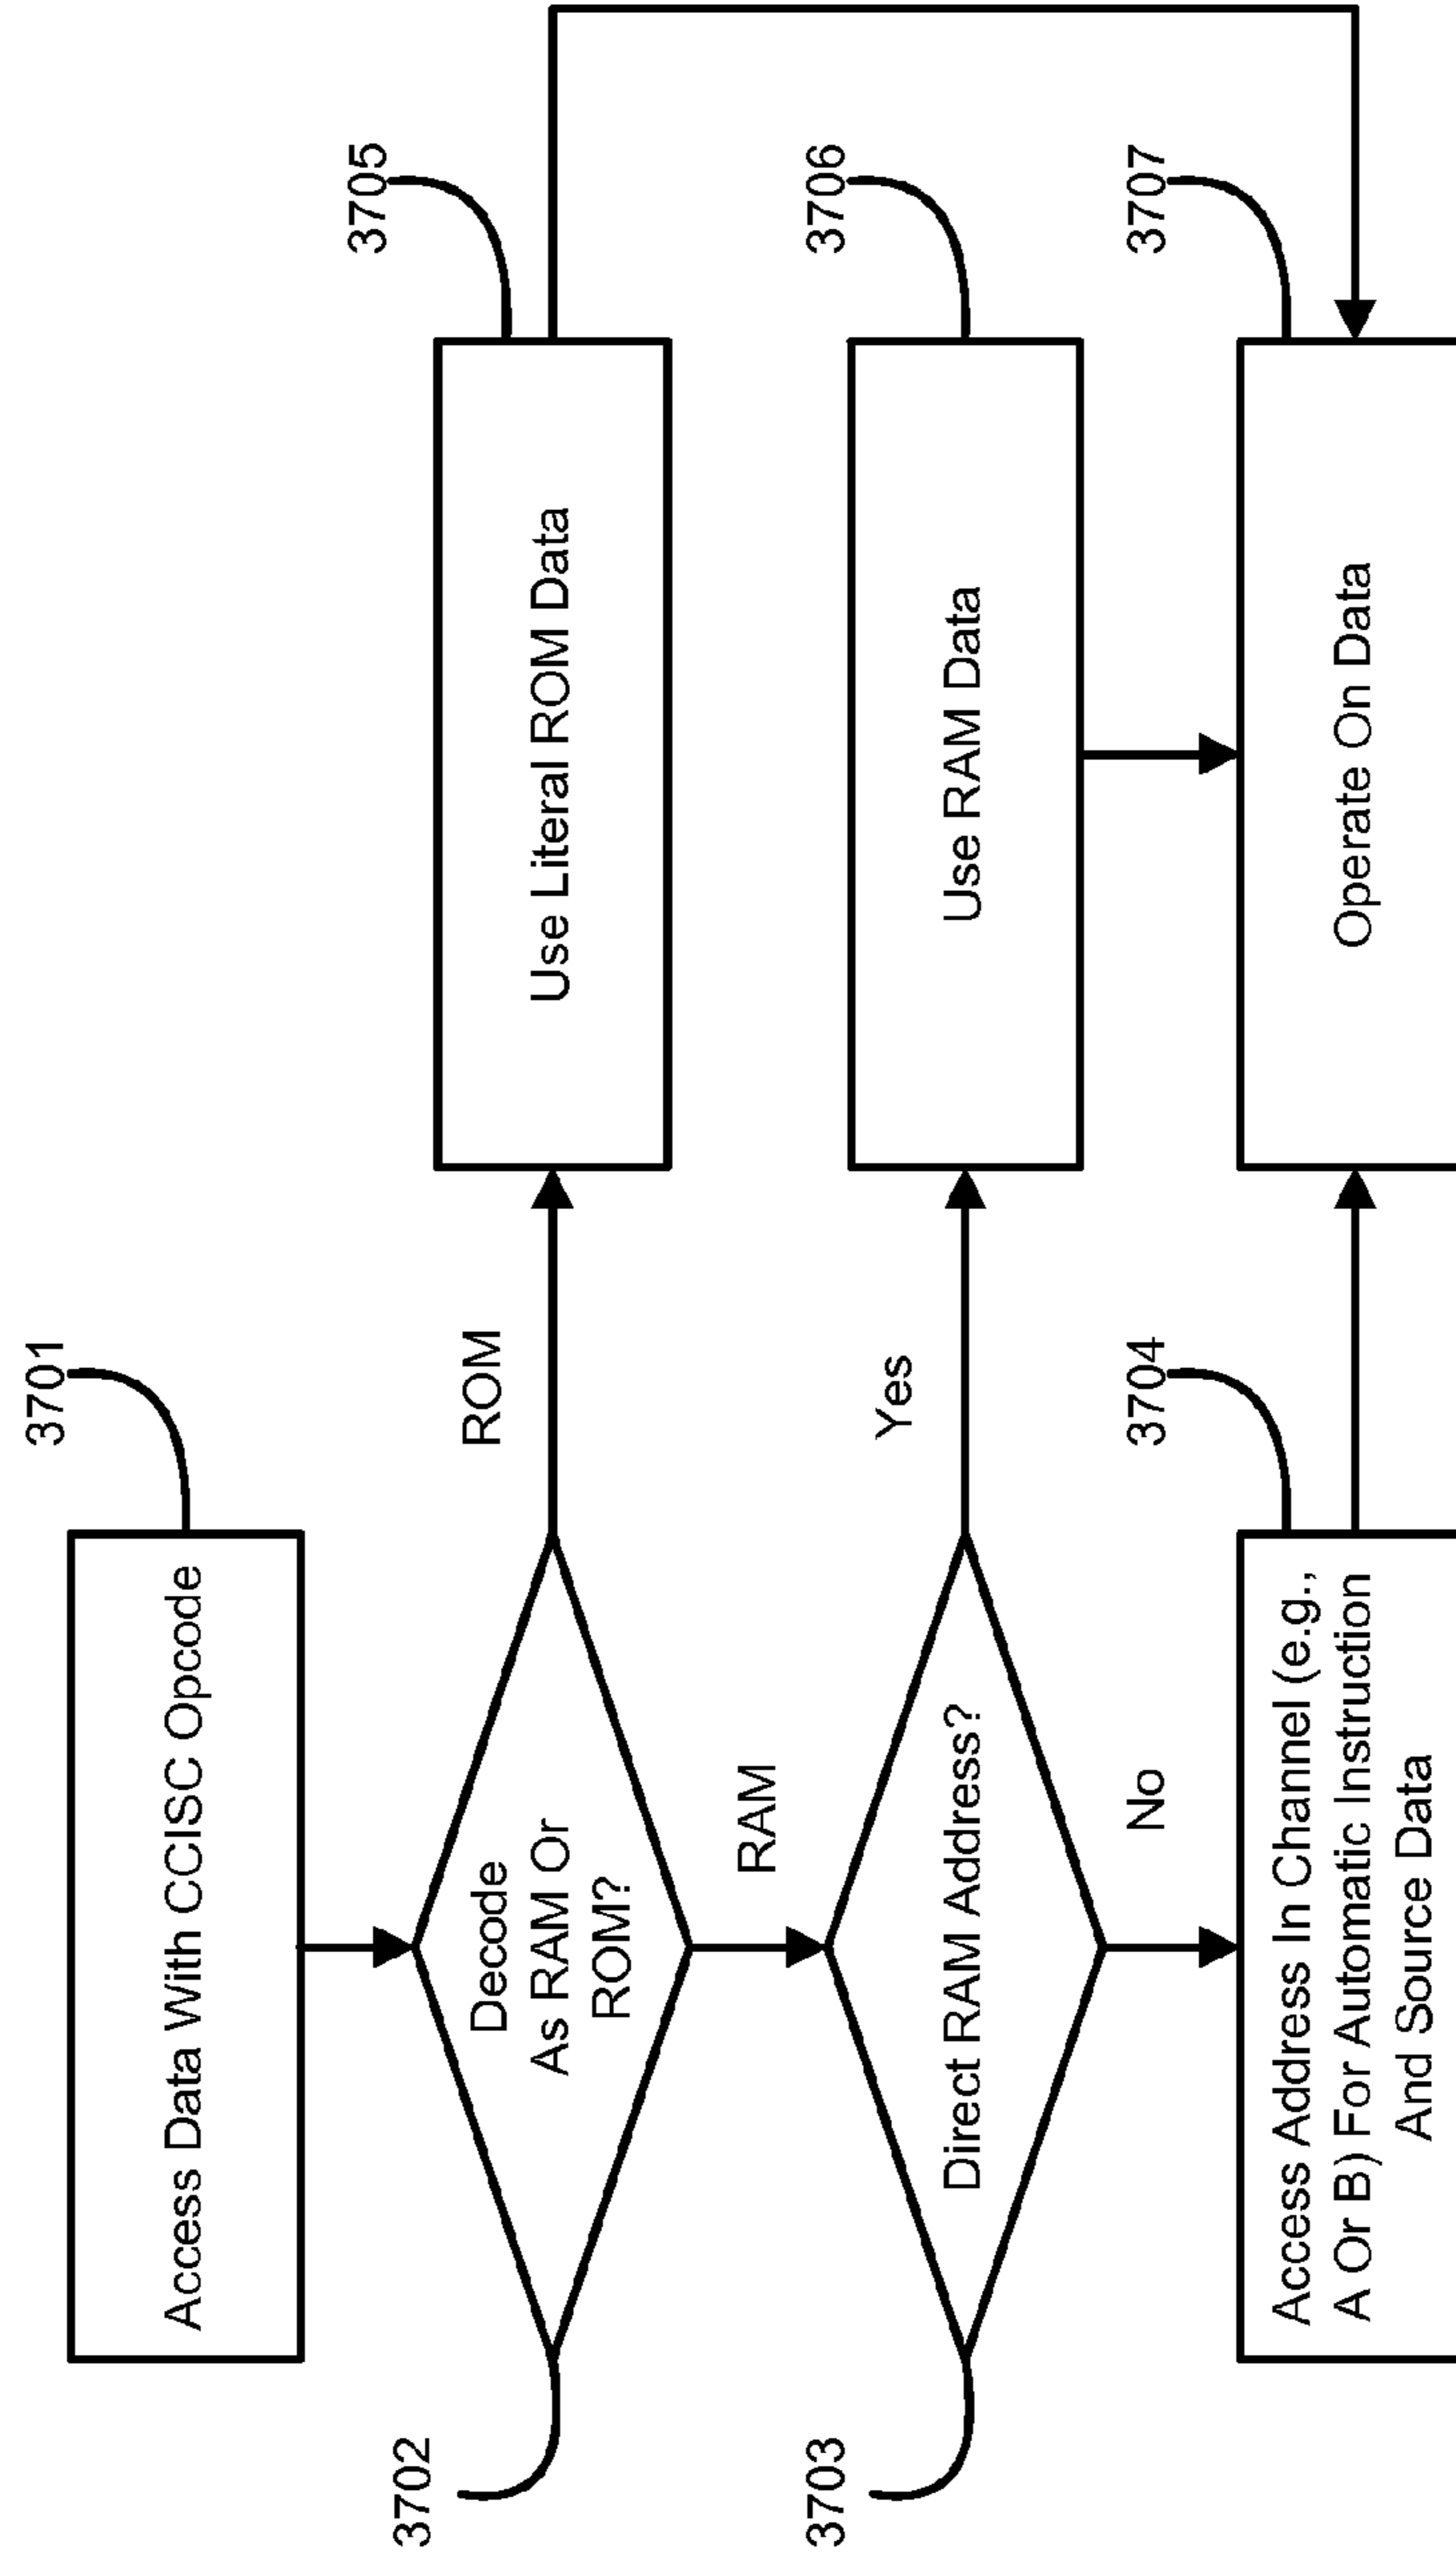 3701
Access Data With CCISC Opcode
3702
Decode
As RAM Or
ROM?
ROM
3705
Use Literal ROM Data
RAM
3703
Direct RAM Address?
Yes
3706
Use RAM Data
No
3704
Access Address In Channel (e.g.,
A Or B) For Automatic Instruction
And Source Data
3707
Operate On Data